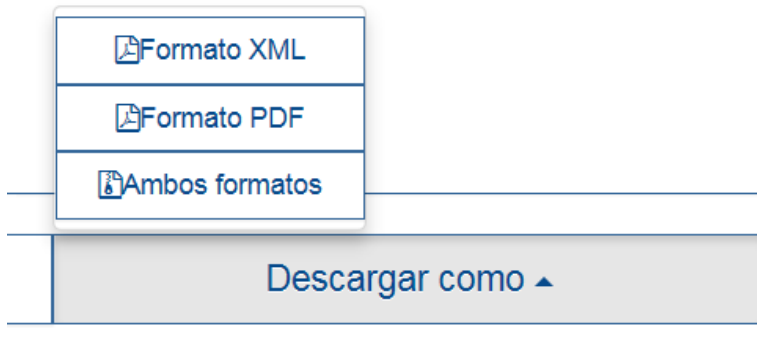 Formato XML
Formato PDF
Ambos formatos
Descargar como